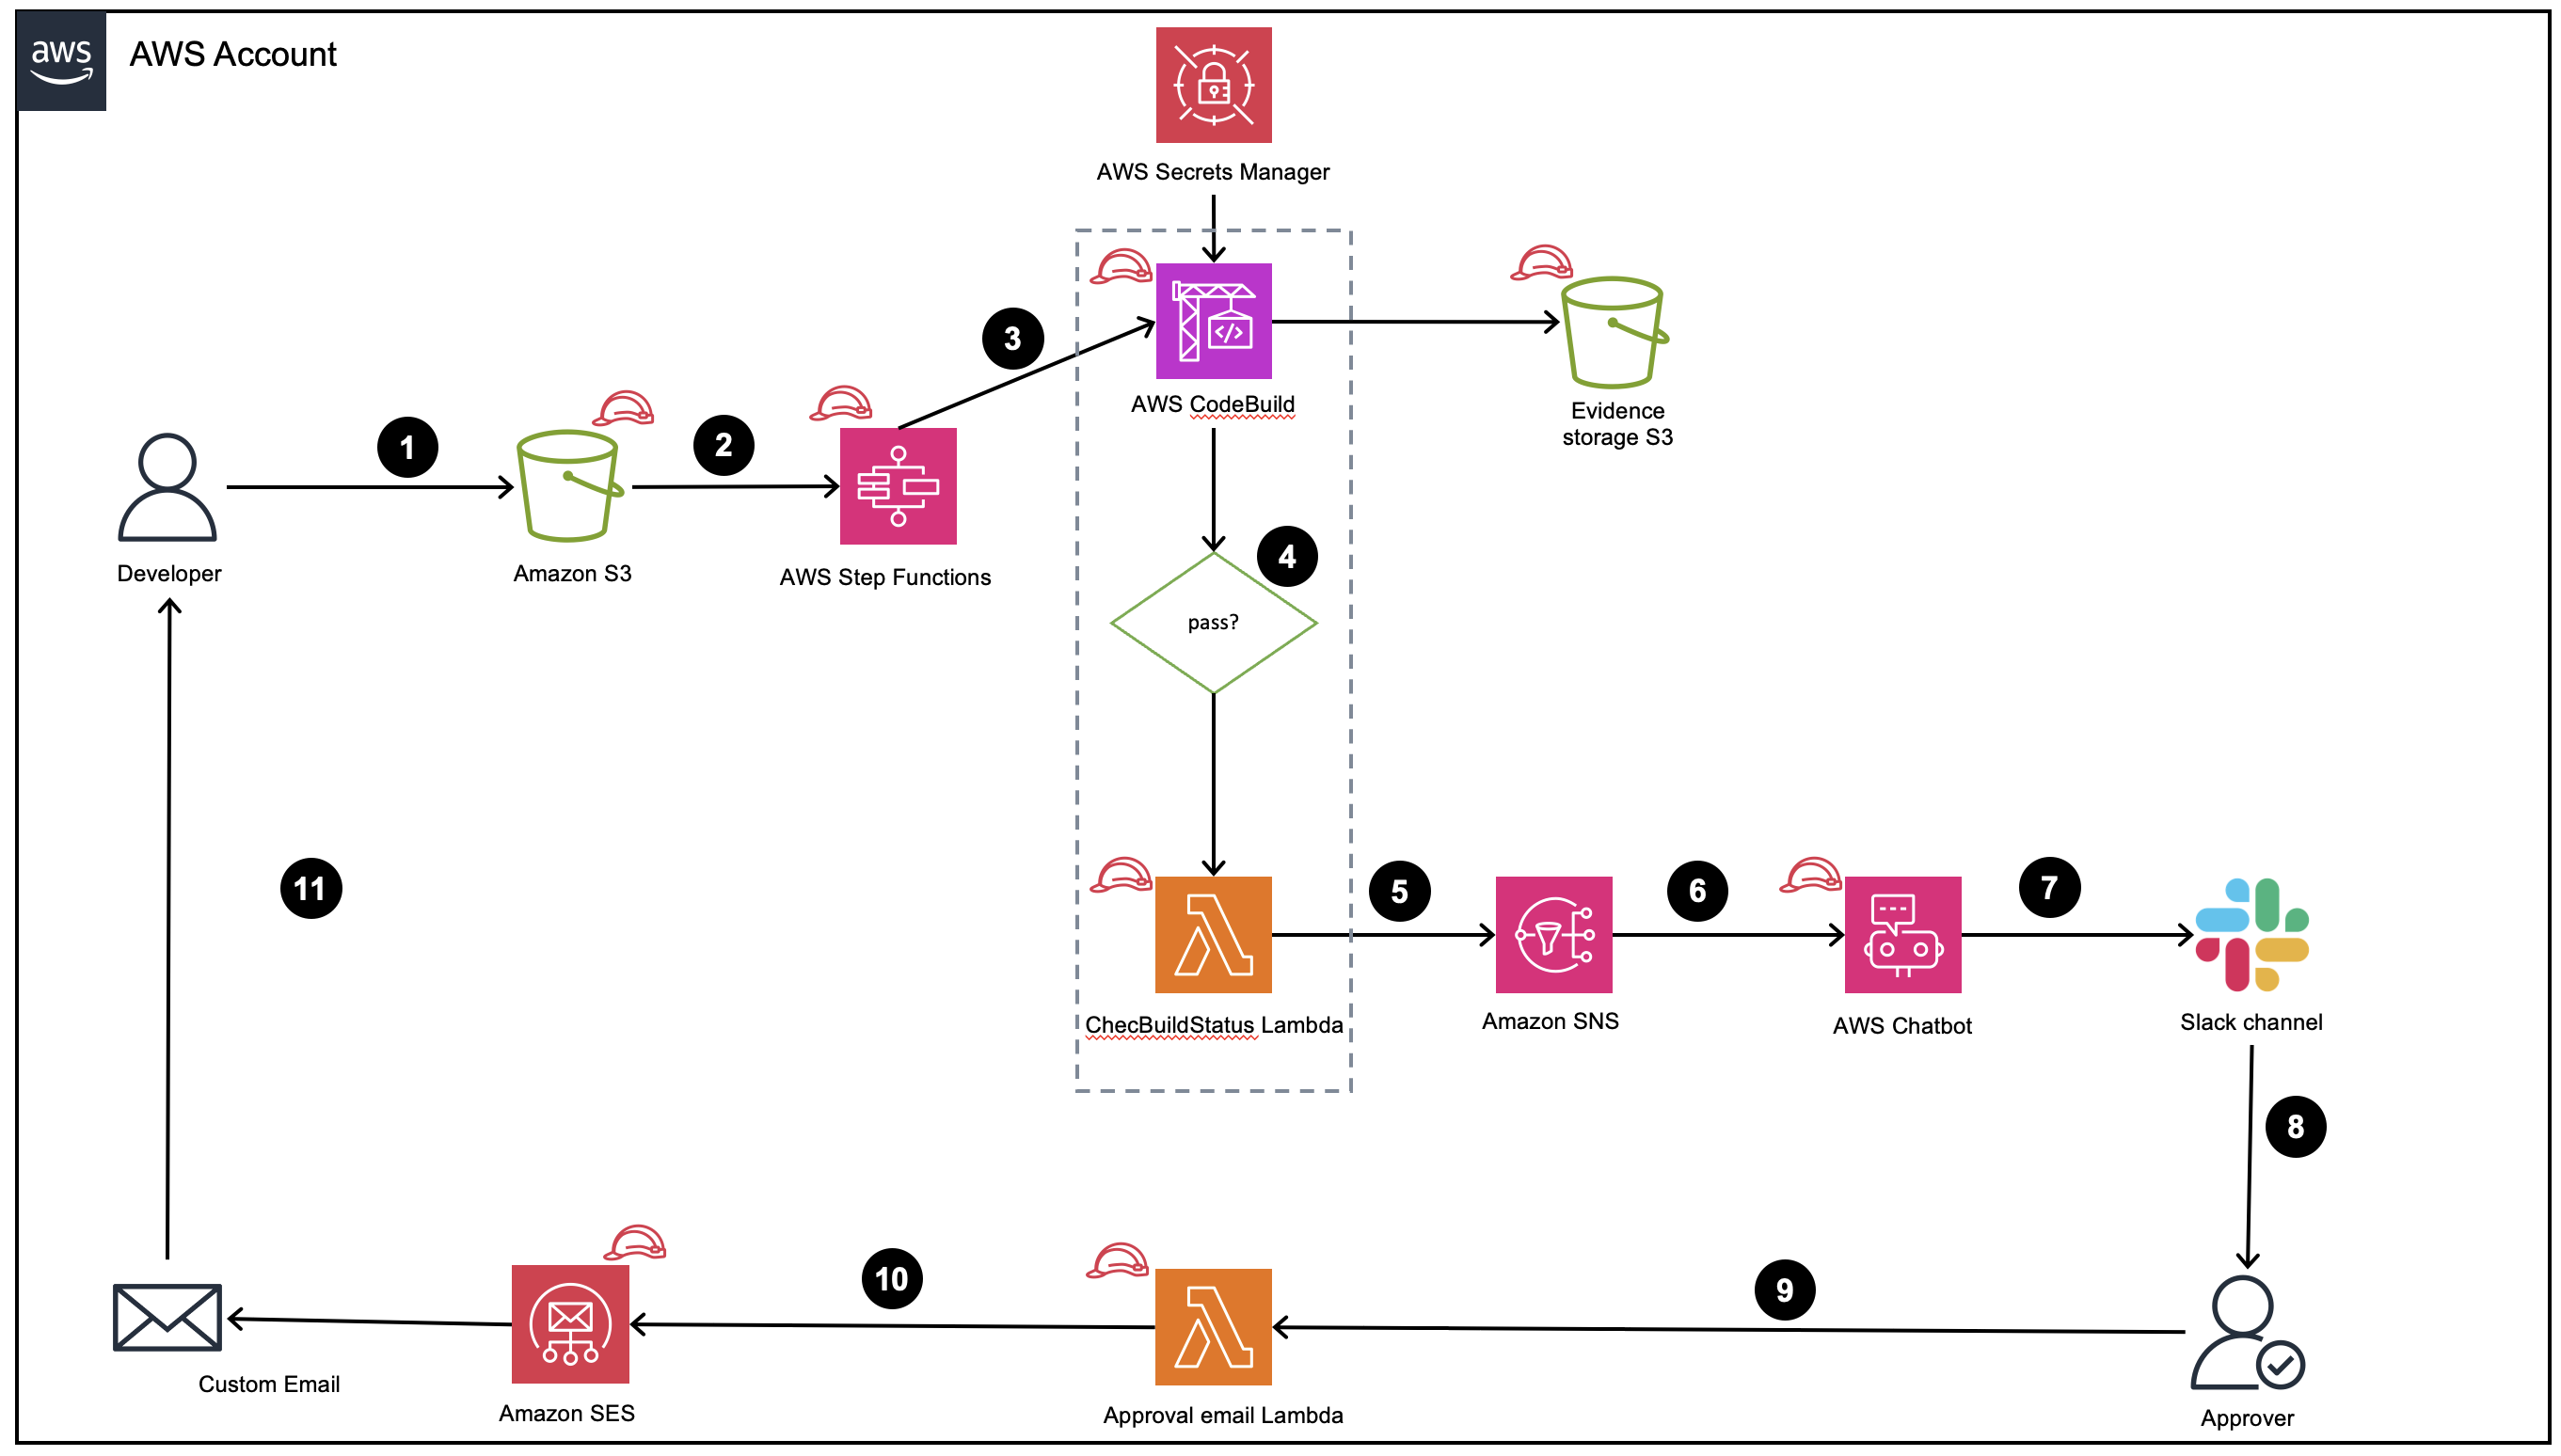 aws
AWS Account
AWS Secrets Manager
3
AWS CodeBuild
Evidence
storage S3
1
2
Developer
Amazon S3
AWS Step Functions
4
pass?
11
5
6
7
ChecBuildStatus Lambda
Amazon SNS
AWS Chatbot
Slack channel
8
10
9
Custom Email
Amazon SES
Approval email Lambda
Approver